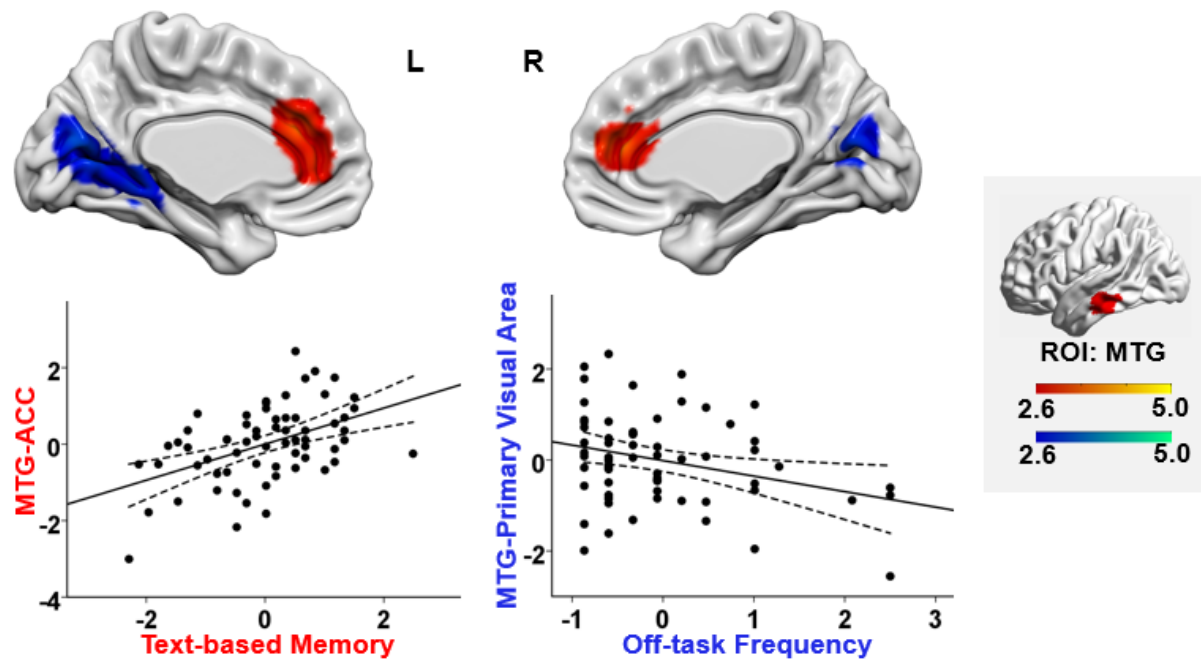 L
R
MTG-ACC
2
0
-2
-4
-2
0
2
Text-based Memory
MTG-Primary Visual Area
2
0
-2
-1
0
1
2
3
Off-task Frequency
ROI: MTG
2.6 5.0
2.6 5.0